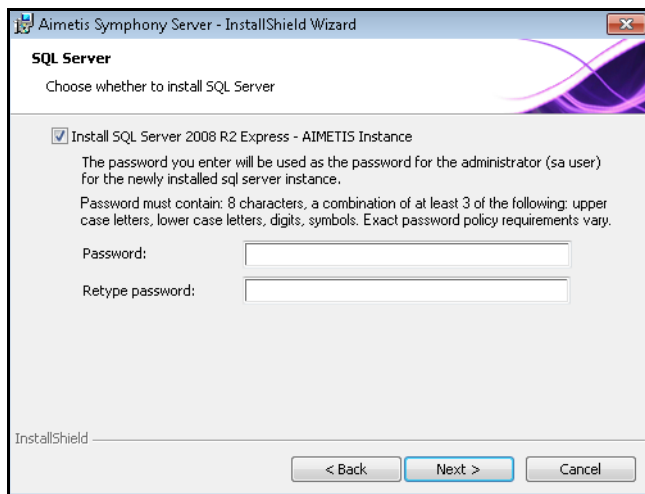 Aimetis Symphony Server - InstallShield Wizard
SQL Server
Choose whether to install SQL Server
Install SQL Server 2008 R2 Express - AIMETIS Instance
The password you enter will be used as the password for the administrator (sa user)
for the newly installed sql server instance.
Password must contain: 8 characters, a combination of at least 3 of the following: upper
case letters, lower case letters, digits, symbols. Exact password policy requirements vary.
Password:
Retype password:
InstallShield
< Back
Next >
Cancel